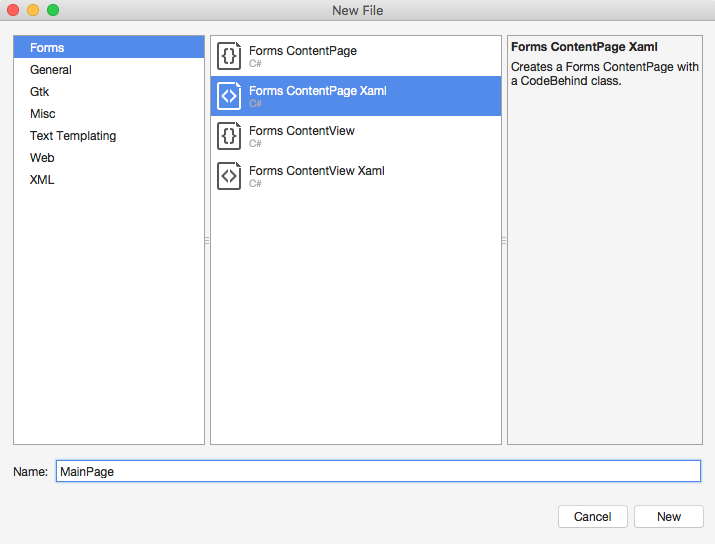 New File
Forms
General
Gtk
Misc
Text Templating
Web
XML
Forms ContentPage
C#
Forms ContentPage Xaml
C#
Forms ContentView
C#
Forms ContentView Xaml
C#
Forms ContentPage Xaml
Creates a Forms ContentPage with
a CodeBehind class.
Name: MainPage
Cancel New